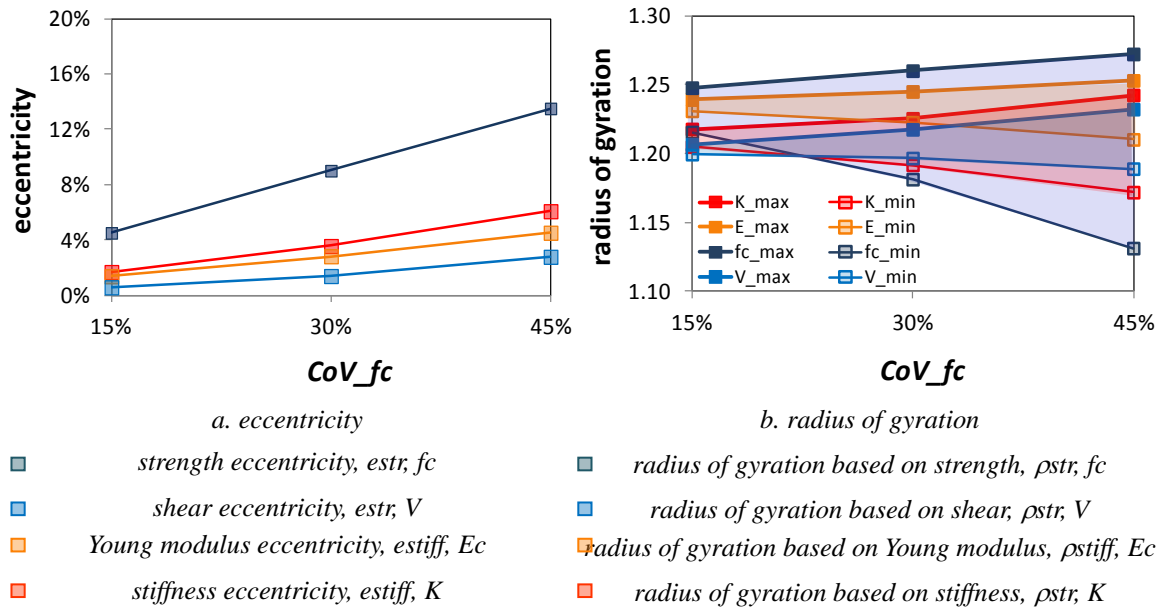 20%
16%
12%
8%
4%
0%
eccentricity
15%
30%
45%
CoV_fc
1.30
1.25
1.20
1.15
1.10
radius of gyration
K_max
K_min
E_max
E_min
fc_max
fc_min
V_max
V_min
15%
30%
45%
CoV_fc
a. eccentricity
strength eccentricity, estr, fc
shear eccentricity, estr, V
Young modulus eccentricity, estiff, Ec
stiffness eccentricity, estiff, K
b. radius of gyration
radius of gyration based on strength, ρstr, fc
radius of gyration based on shear, ρstr, V
radius of gyration based on Young modulus, ρstiff, Ec
radius of gyration based on stiffness, ρstr, K